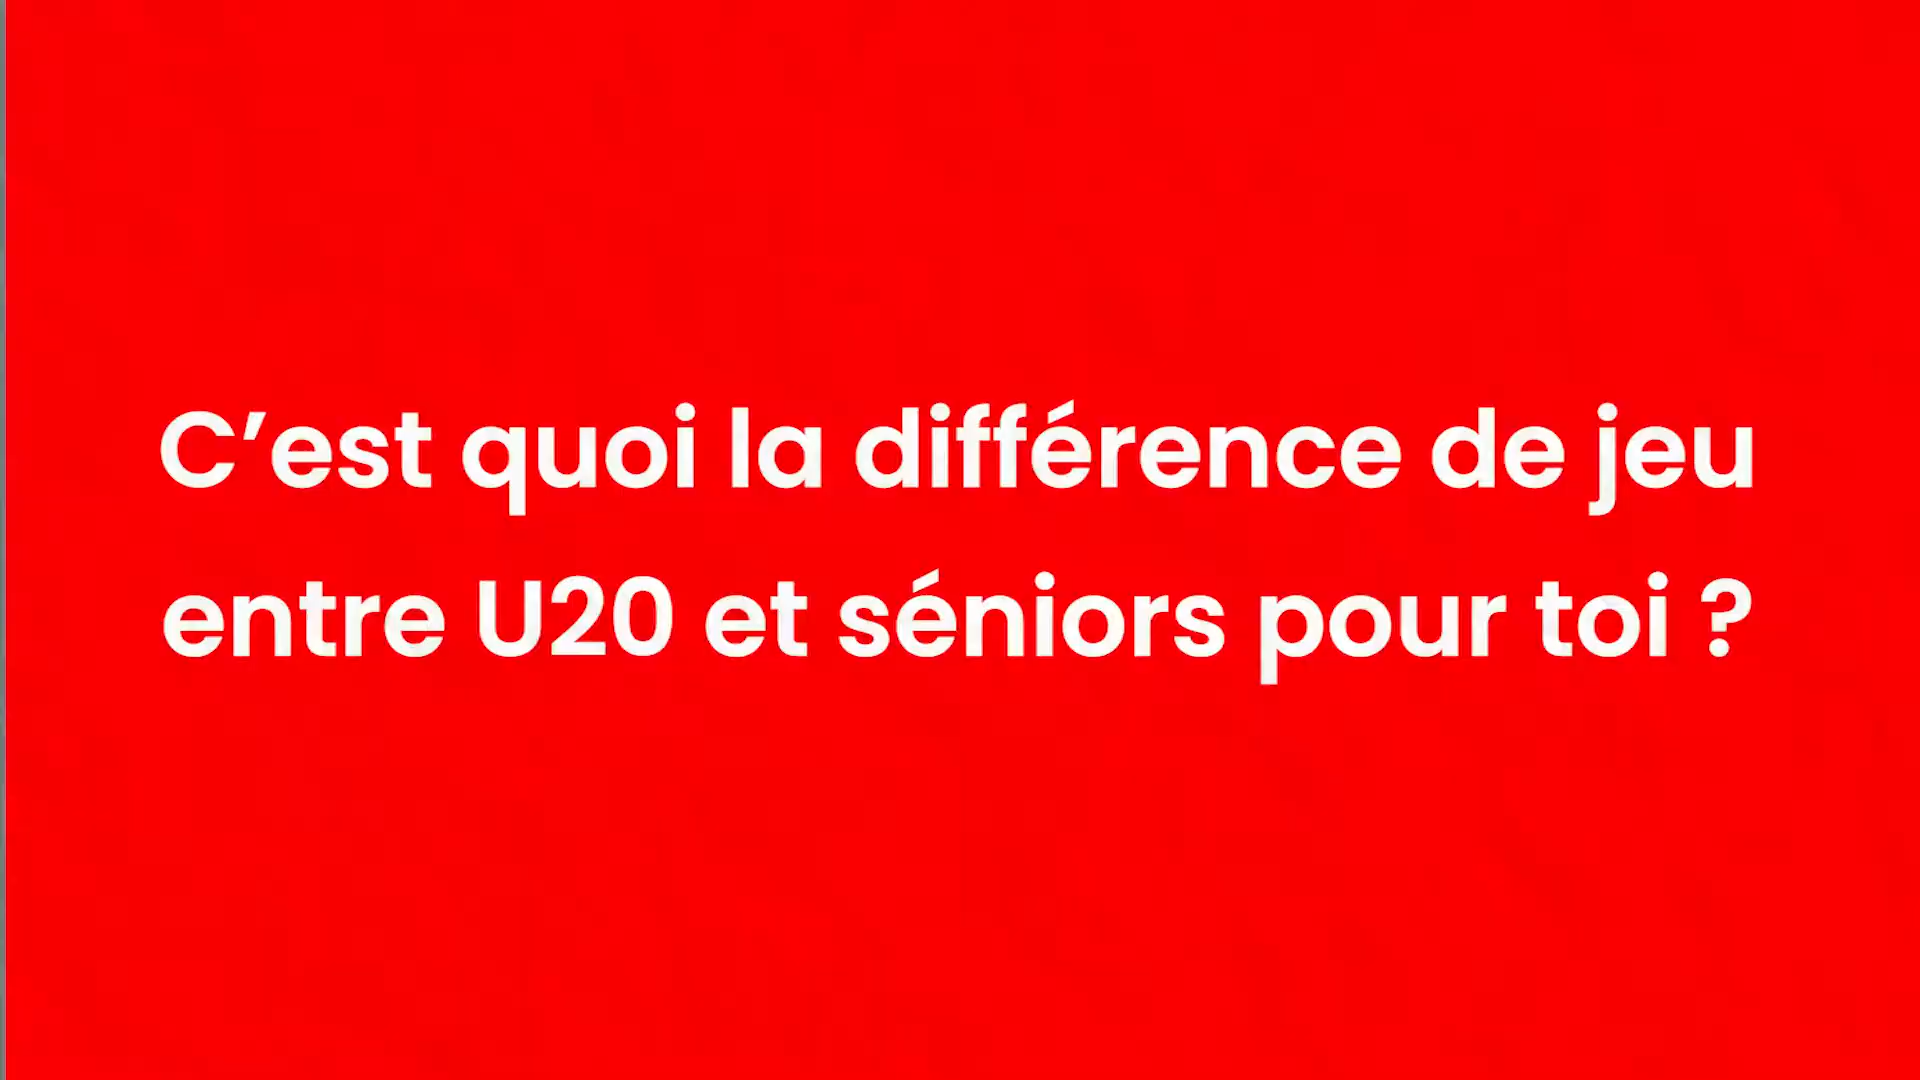 C’est quoi la différence de jeu
entre U20 et séniors pour toi ?